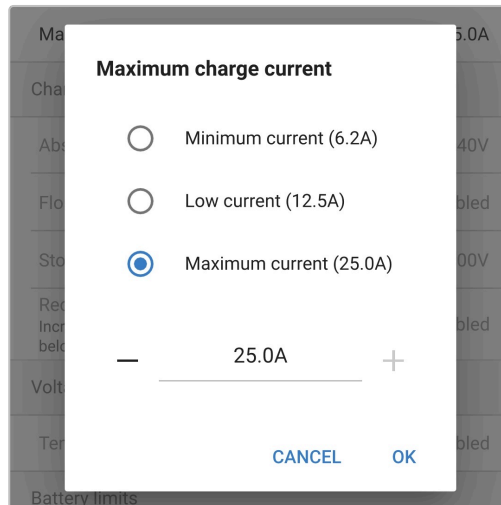 Maximum charge current
Minimum current (6.2A)
Low current (12.5A)
Maximum current (25.0A)
25.0A
CANCEL OK
Battery limits